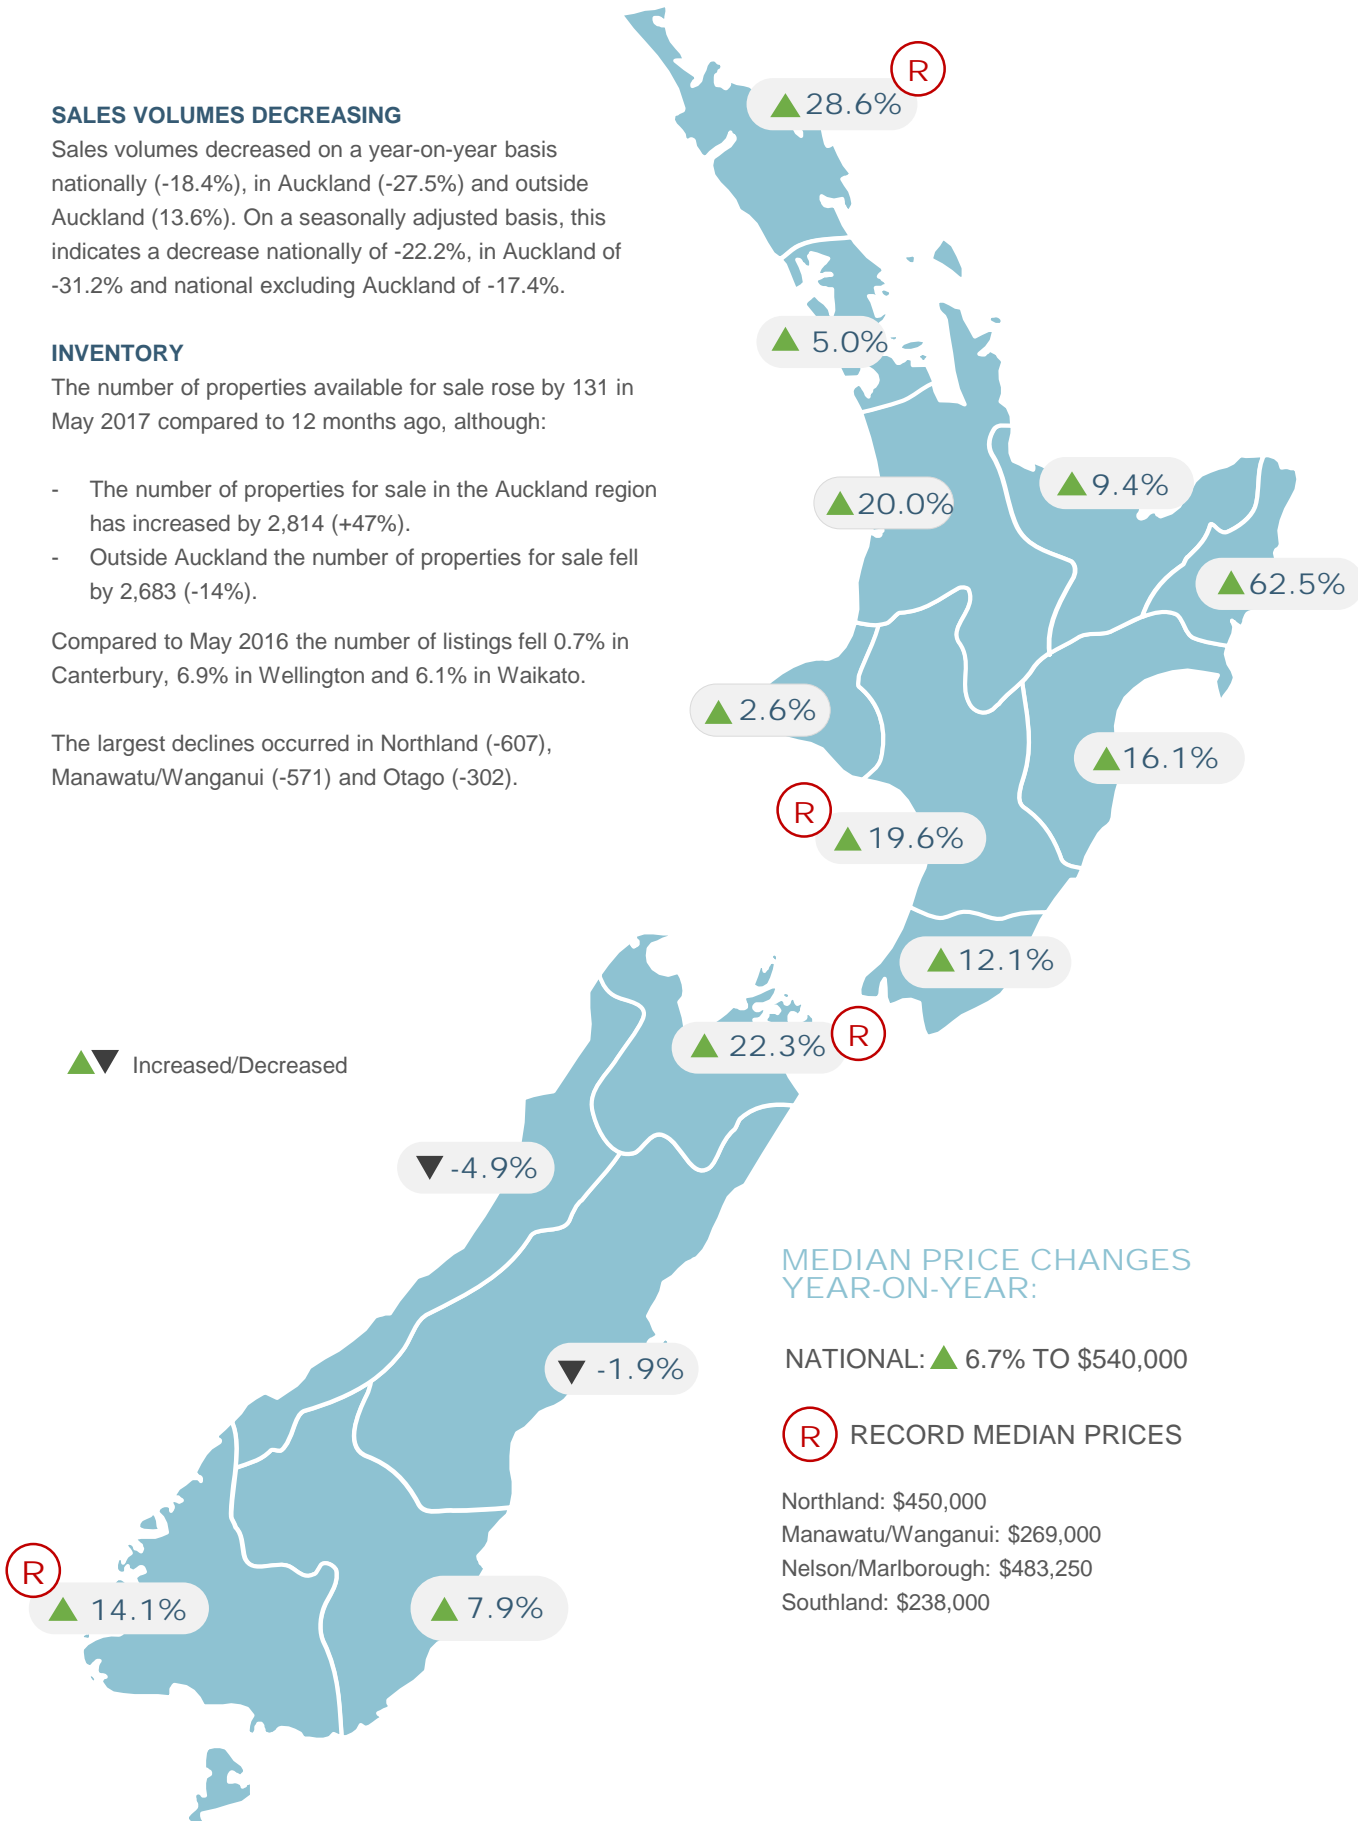 SALES VOLUMES DECREASING
Sales volumes decreased on a year-on-year basis
nationally (-18.4%), in Auckland (-27.5%) and outside
Auckland (13.6%). On a seasonally adjusted basis, this
indicates a decrease nationally of -22.2%, in Auckland of
-31.2% and national excluding Auckland of -17.4%.
INVENTORY
The number of properties available for sale rose by 131 in
May 2017 compared to 12 months ago, although:
- The number of properties for sale in the Auckland region
has increased by 2,814 (+47%).
- Outside Auckland the number of properties for sale fell
by 2,683 (-14%).
Compared to May 2016 the number of listings fell 0.7% in
Canterbury, 6.9% in Wellington and 6.1% in Waikato.
The largest declines occurred in Northland (-607),
Manawatu/Wanganui (-571) and Otago (-302).
R
28.6%
5.0%
9.4%
20.0%
62.5%
2.6%
16.1%
R
19.6%
12.1%
R
22.3%
Increased/Decreased
-4.9%
-1.9%
R
14.1%
7.9%
MEDIAN PRICE CHANGES
YEAR-ON-YEAR:
NATIONAL: 6.7% TO $540,000
R RECORD MEDIAN PRICES
Northland: $450,000
Manawatu/Wanganui: $269,000
Nelson/Marlborough: $483,250
Southland: $238,000